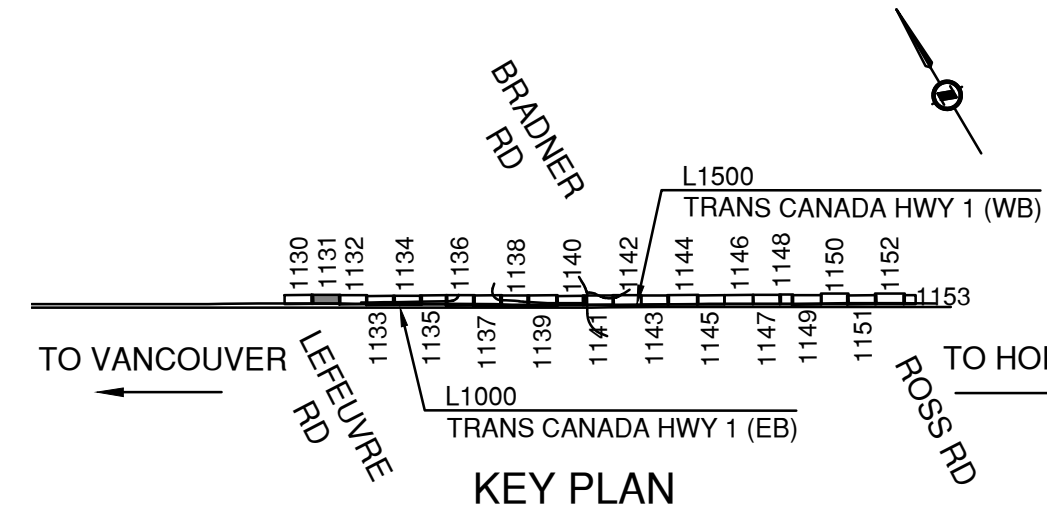 BRADNER
RD
L1500
TRANS CANADA HWY 1 (WB)
1130
1131
1132
1134
1136
1138
1140
1142
1144
1146
1148
1150
1152
1153
1133
1135
1137
1139
1141
1143
1145
1147
1149
1151
TO VANCOUVER
LEFEUVRE
RD
L1000
TRANS CANADA HWY 1 (EB)
ROSS RD
TO
KEY PLAN